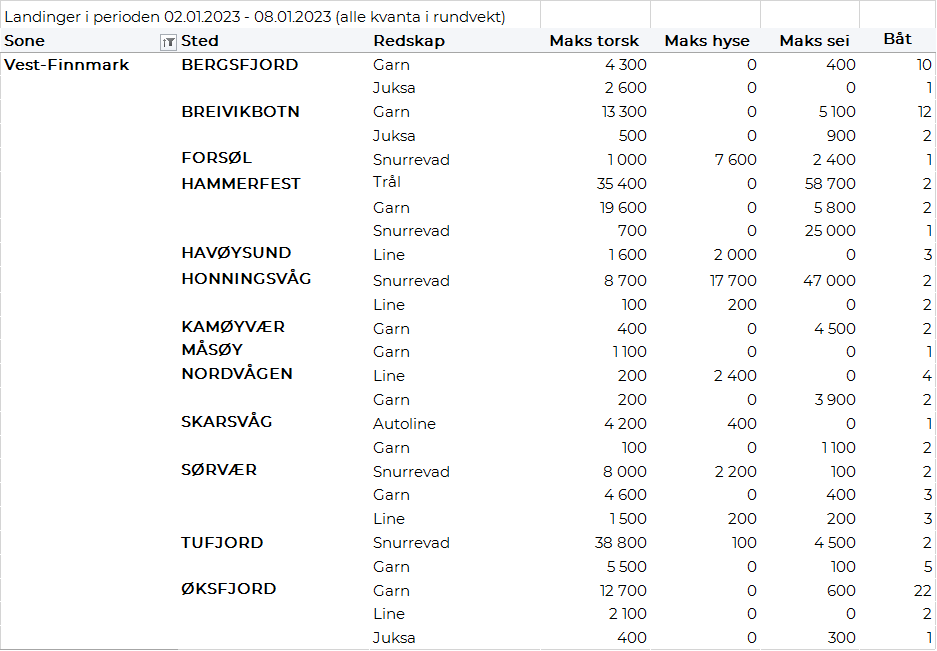 Landinger i perioden 02.01.2023 - 08.01.2023 (alle kvanta i rundvekt)
Sone Sted Redskap Maks torsk Maks hyse Maks sei Båt
Vest-Finnmark BERGSFJORD Garn 4 300 0 400 10
Juksa 2 600 0 0 1
BREIVIKBOTN Garn 13 300 0 5 100 12
Juksa 500 0 900 2
FORSØL Snurrevad 1 000 7 600 2 400 1
HAMMERFEST Trål 35 400 0 58 700 2
Garn 19 600 0 5 800 2
Snurrevad 700 0 25 000 1
HAVØYSUND Line 1 600 2 000 0 3
HONNINGSVÅG Snurrevad 8 700 17 700 47 000 2
Line 100 200 0 2
KAMØYVÆR Garn 400 0 4 500 2
MÅSØY Garn 1 100 0 0 1
NORDVÅGEN Line 200 2 400 0 4
Garn 200 0 3 900 2
SKARSVÅG Autoline 4 200 400 0 1
Garn 100 0 1 100 2
SØRVÆR Snurrevad 8 000 2 200 100 2
Garn 4 600 0 400 3
Line 1 500 200 200 3
TUFJORD Snurrevad 38 800 100 4 500 2
Garn 5 500 0 100 5
ØKSFJORD Garn 12 700 0 600 22
Line 2 100 0 0 2
Juksa 400 0 300 1